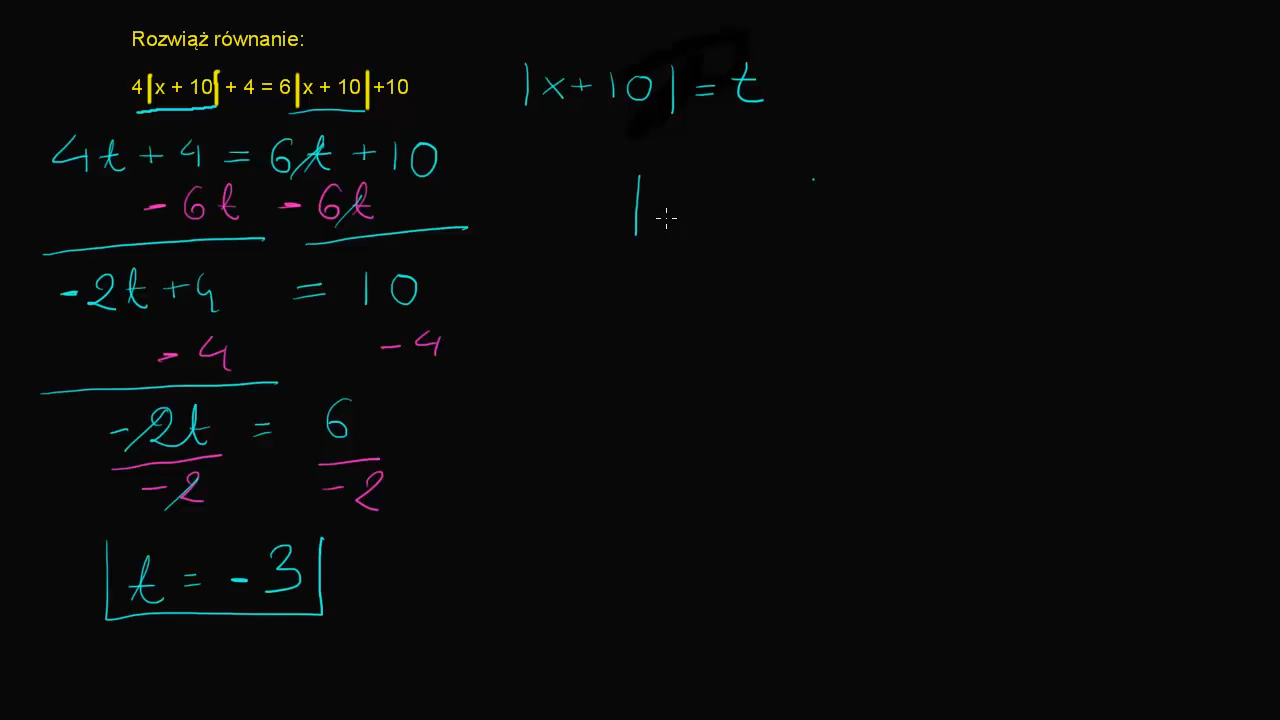 Rozwiąż równanie:
4|x + 10| + 4 = 6|x + 10|+10
|x+10| = t
4t + 4 = 6t + 10
- 6t - 6t
|
-2t + 4 = 10
- 4 - 4
-2t = 6
-2 -2
t = - 3